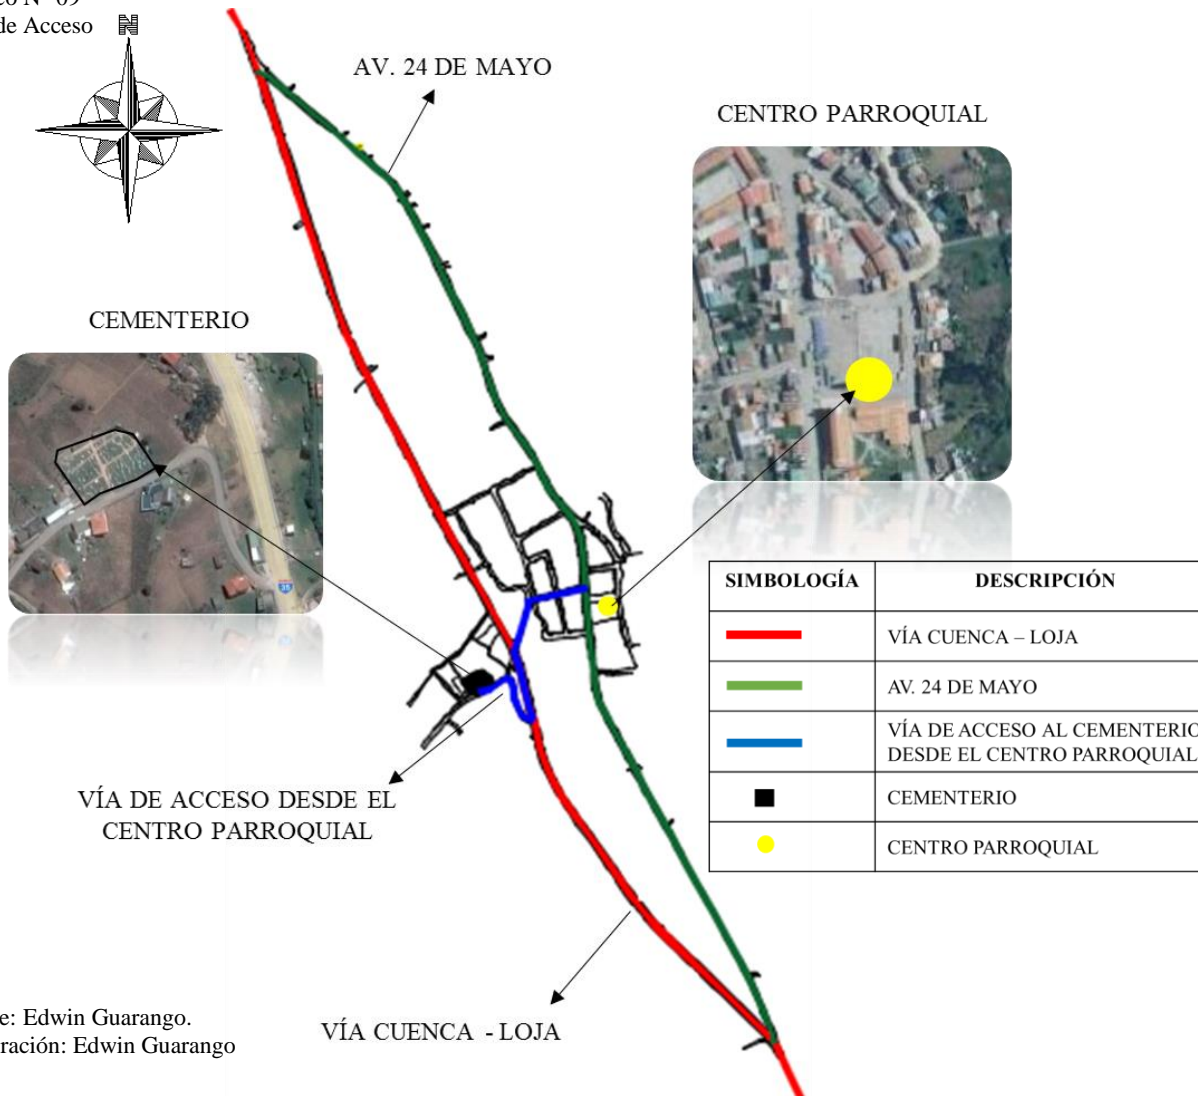 N° 09
de Acceso
N
AV. 24 DE MAYO
CENTRO PARROQUIAL
CEMENTERIO
35
SIMBOLOGÍA DESCRIPCIÓN
VÍA CUENCA – LOJA
AV. 24 DE MAYO
VÍA DE ACCESO AL CEMENTERIO
DESDE EL CENTRO PARROQUIAL
CEMENTERIO
CENTRO PARROQUIAL
VÍA DE ACCESO DESDE EL
CENTRO PARROQUIAL
VÍA CUENCA - LOJA
e: Edwin Guarango.
ración: Edwin Guarango